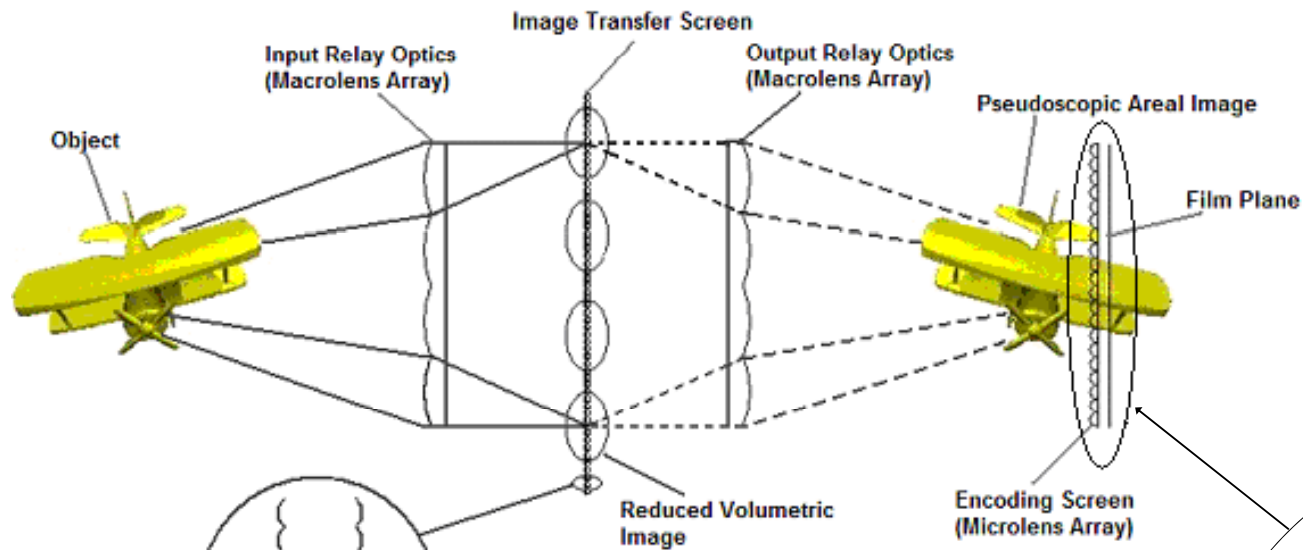 Image Transfer Screen
Input Relay Optics
(Macrolens Array)
Output Relay Optics
(Macrolens Array)
Pseudoscopic Areal Image
Object
Film Plane
Reduced Volumetric
Image
Encoding Screen
(Microlens Array)